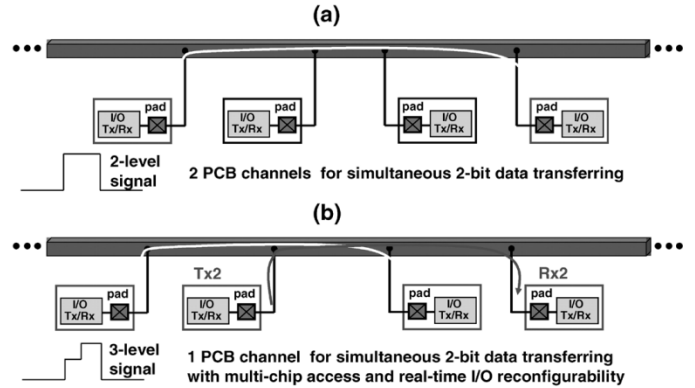 (a)
I/O Tx/Rx pad
I/O Tx/Rx pad
pad I/O Tx/Rx
pad I/O Tx/Rx
2-level
signal
2 PCB channels for simultaneous 2-bit data transferring
(b)
Tx2
Rx2
I/O Tx/Rx pad
I/O Tx/Rx pad
pad I/O Tx/Rx
pad I/O Tx/Rx
3-level
signal
1 PCB channel for simultaneous 2-bit data transferring
with multi-chip access and real-time I/O reconfigurability